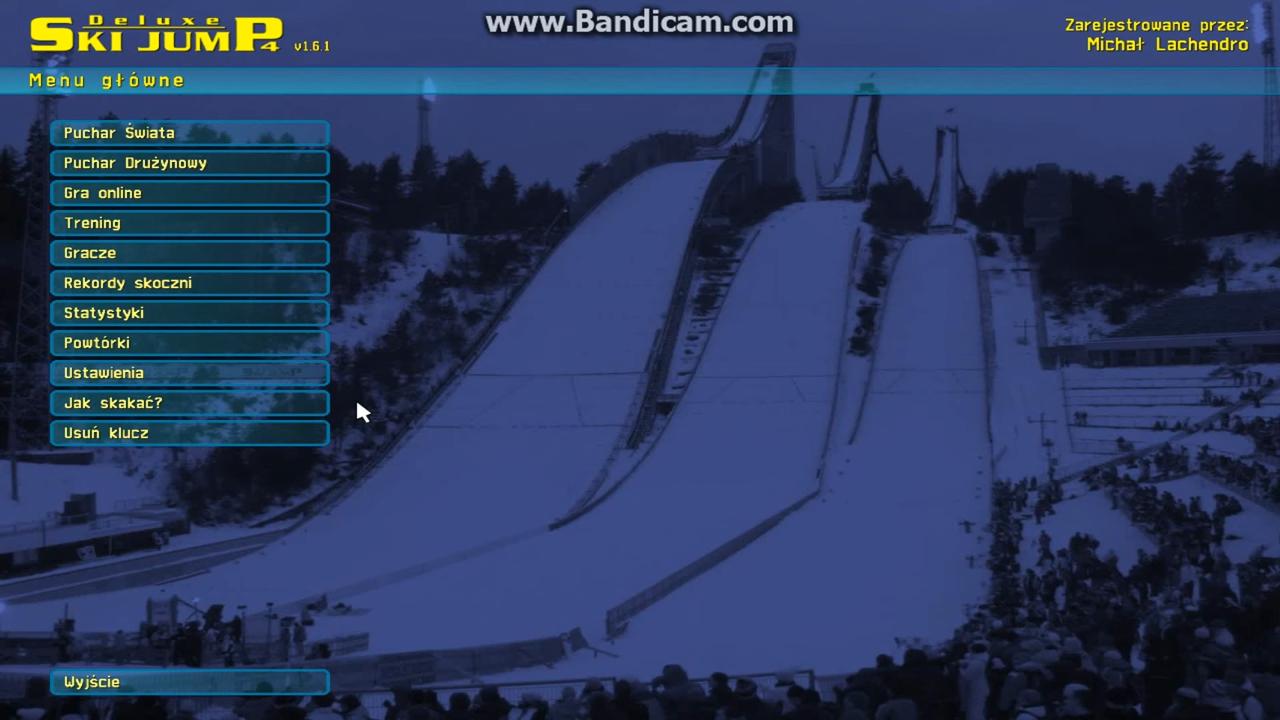 Deluxe
SKI JUMP 4 v1.6.1
www.Bandicam.com
Zarejestrowane przez:
Michał Lachendro
Menu główne
Puchar Świata
Puchar Drużynowy
Gra online
Trening
Gracze
Rekordy skoczni
Statystyki
Powtórki
Ustawienia
Jak skakać?
Usuń klucz
Wyjście